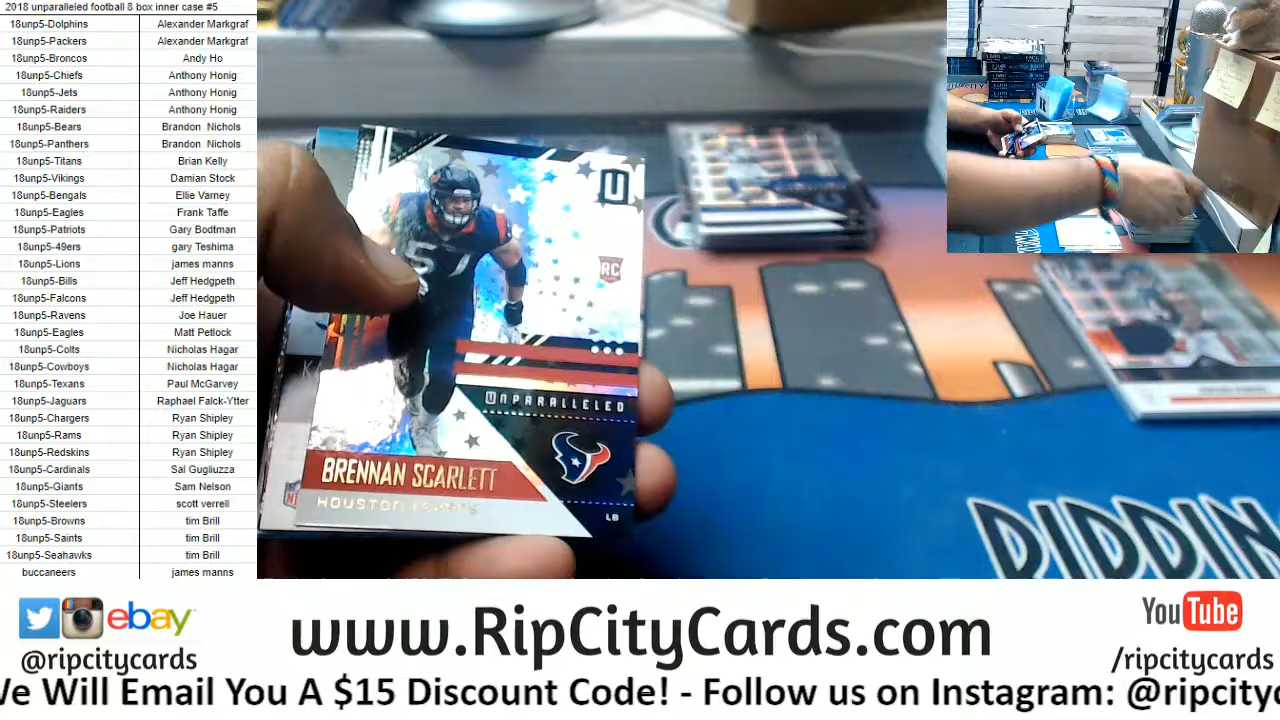 2018 unparalleled football 8 box inner case #5
18unp5-Dolphins Alexander Markgraf
18unp5-Packers Alexander Markgraf
18unp5-Broncos Andy Ho
18unp5-Chiefs Anthony Honig
18unp5-Jets Anthony Honig
18unp5-Raiders Anthony Honig
18unp5-Bears Brandon Nichols
18unp5-Panthers Brandon Nichols
18unp5-Titans Brian Kelly
18unp5-Vikings Damian Stock
18unp5-Bengals Ellie Varney
18unp5-Eagles Frank Taffe
18unp5-Patriots Gary Bodtman
18unp5-49ers gary Teshima
18unp5-Lions james manns
18unp5-Bills Jeff Hedgpeth
18unp5-Falcons Jeff Hedgpeth
18unp5-Ravens Joe Hauer
18unp5-Eagles Matt Petlock
18unp5-Colts Nicholas Hagar
18unp5-Cowboys Nicholas Hagar
18unp5-Texans Paul McGarvey
18unp5-Jaguars Raphael Falck-Ytter
18unp5-Chargers Ryan Shipley
18unp5-Rams Ryan Shipley
18unp5-Redskins Ryan Shipley
18unp5-Cardinals Sal Gugliuzza
18unp5-Giants Sam Nelson
18unp5-Steelers scott verrell
18unp5-Browns tim Brill
18unp5-Saints tim Brill
18unp5-Seahawks tim Brill
buccaneers james manns
U
RC
UNPARALLELED
BRENNAN SCARLETT
HOUSTON TEXANS
LB
DIDDIN
ebay
@ripcitycards
www.RipCityCards.com
YouTube
/ripcitycards
We Will Email You A $15 Discount Code! - Follow us on Instagram: @ripcityc